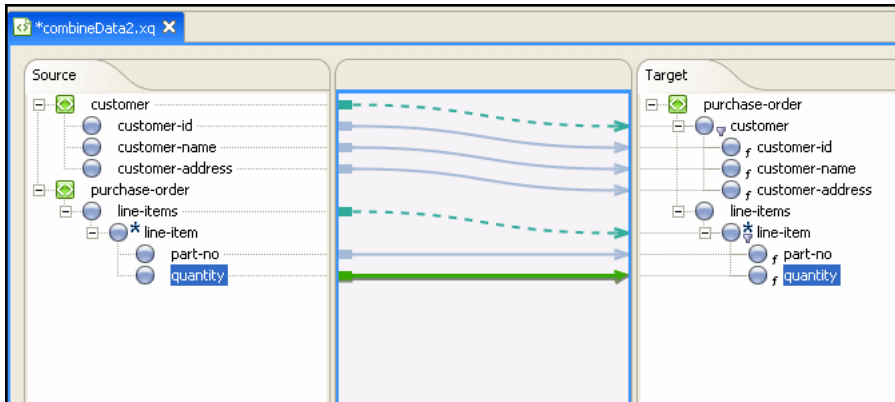 *combineData2.xq
Source
customer
customer-id
customer-name
customer-address
purchase-order
line-items
* line-item
part-no
quantity
Target
purchase-order
customer
f customer-id
f customer-name
f customer-address
line-items
* line-item
f part-no
f quantity